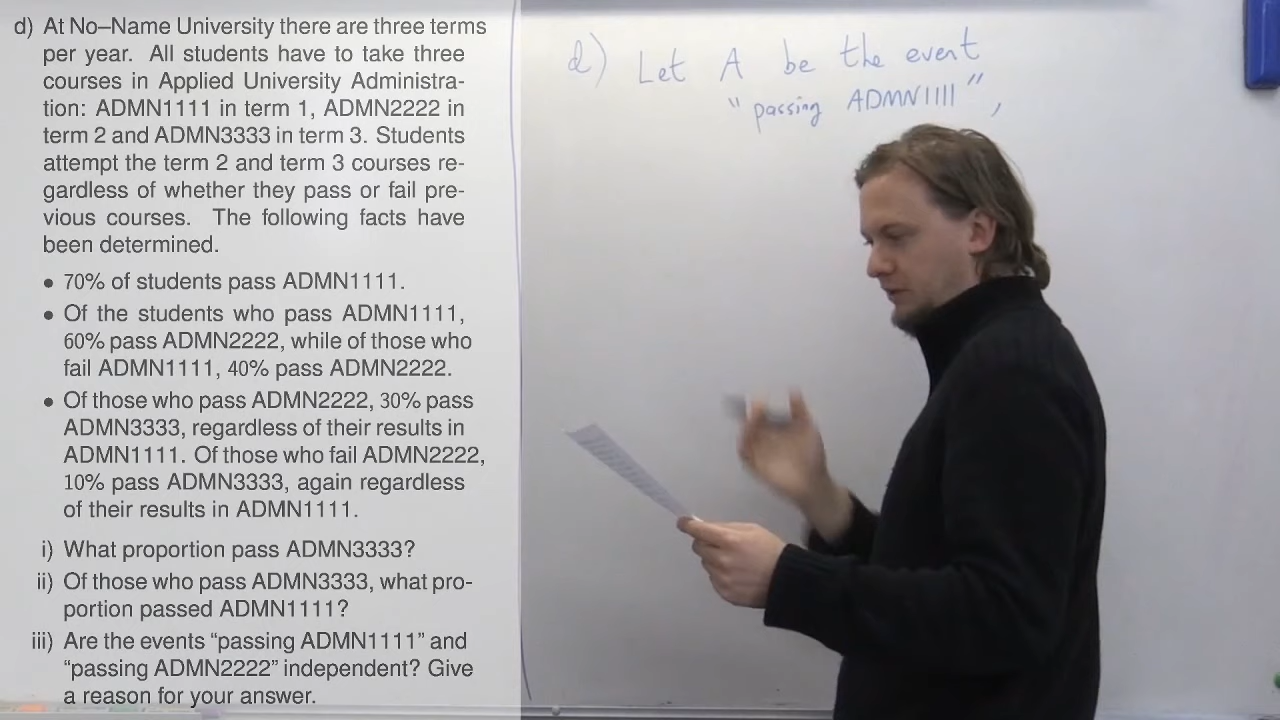 d) At No–Name University there are three terms
per year. All students have to take three
courses in Applied University Administra-
tion: ADMN1111 in term 1, ADMN2222 in
term 2 and ADMN3333 in term 3. Students
attempt the term 2 and term 3 courses re-
gardless of whether they pass or fail pre-
vious courses. The following facts have
been determined.
• 70% of students pass ADMN1111.
• Of the students who pass ADMN1111,
60% pass ADMN2222, while of those who
fail ADMN1111, 40% pass ADMN2222.
• Of those who pass ADMN2222, 30% pass
ADMN3333, regardless of their results in
ADMN1111. Of those who fail ADMN2222,
10% pass ADMN3333, again regardless
of their results in ADMN1111.
i) What proportion pass ADMN3333?
ii) Of those who pass ADMN3333, what pro-
portion passed ADMN1111?
iii) Are the events “passing ADMN1111” and
“passing ADMN2222” independent? Give
a reason for your answer.
d) Let A be the event
"passing ADMN1111",